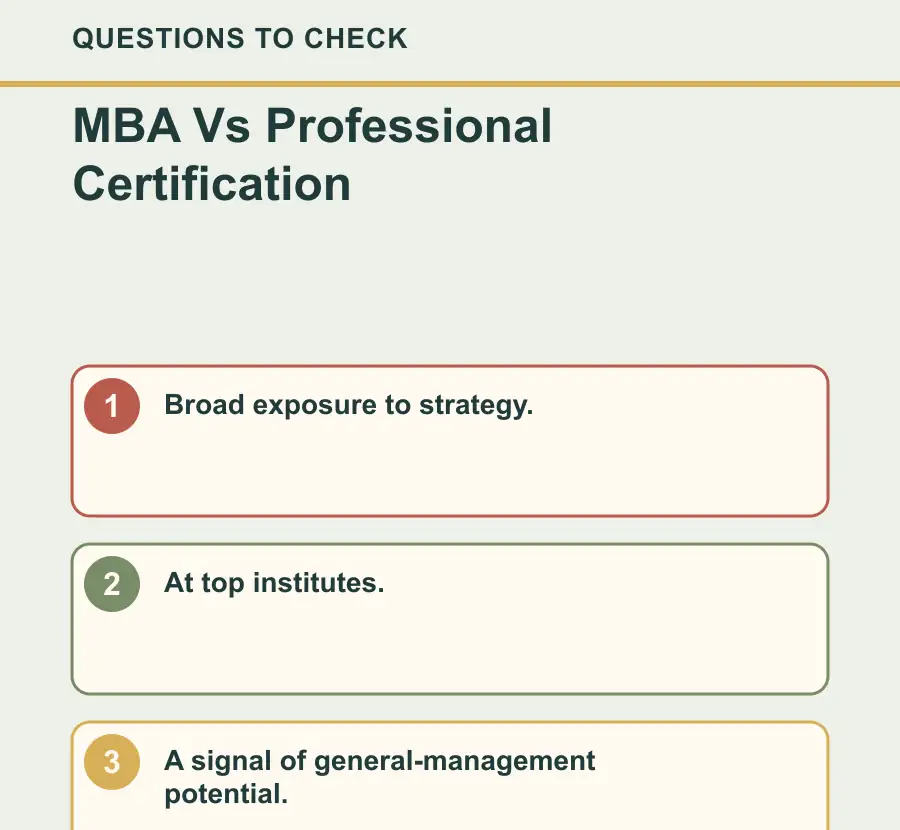 QUESTIONS TO CHECK
MBA Vs Professional
Certification
1
Broad exposure to strategy.
2
At top institutes.
3
A signal of general-management
potential.